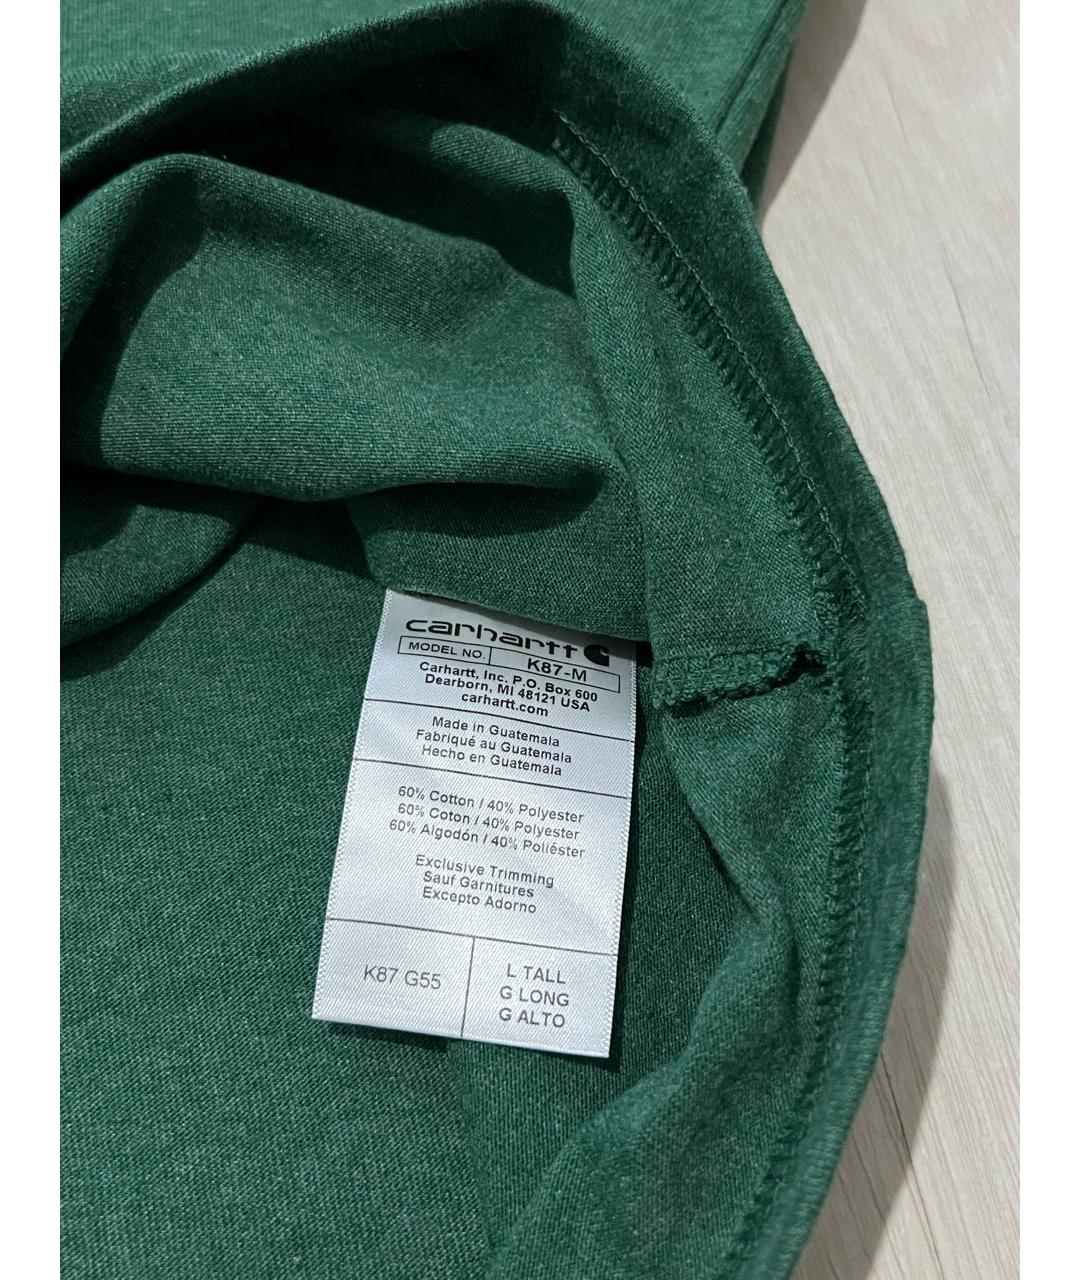 carhartt
MODEL NO. K87-M
Carhartt, Inc. P.O. Box 600
Dearborn, MI 48121 USA
carhartt.com
Made in Guatemala
Fabriqué au Guatemala
Hecho en Guatemala
60% Cotton / 40% Polyester
60% Coton / 40% Polyester
60% Algodón / 40% Poliéster
Exclusive Trimming
Sauf Garnitures
Excepto Adorno
K87 G55
L TALL
G LONG
G ALTO